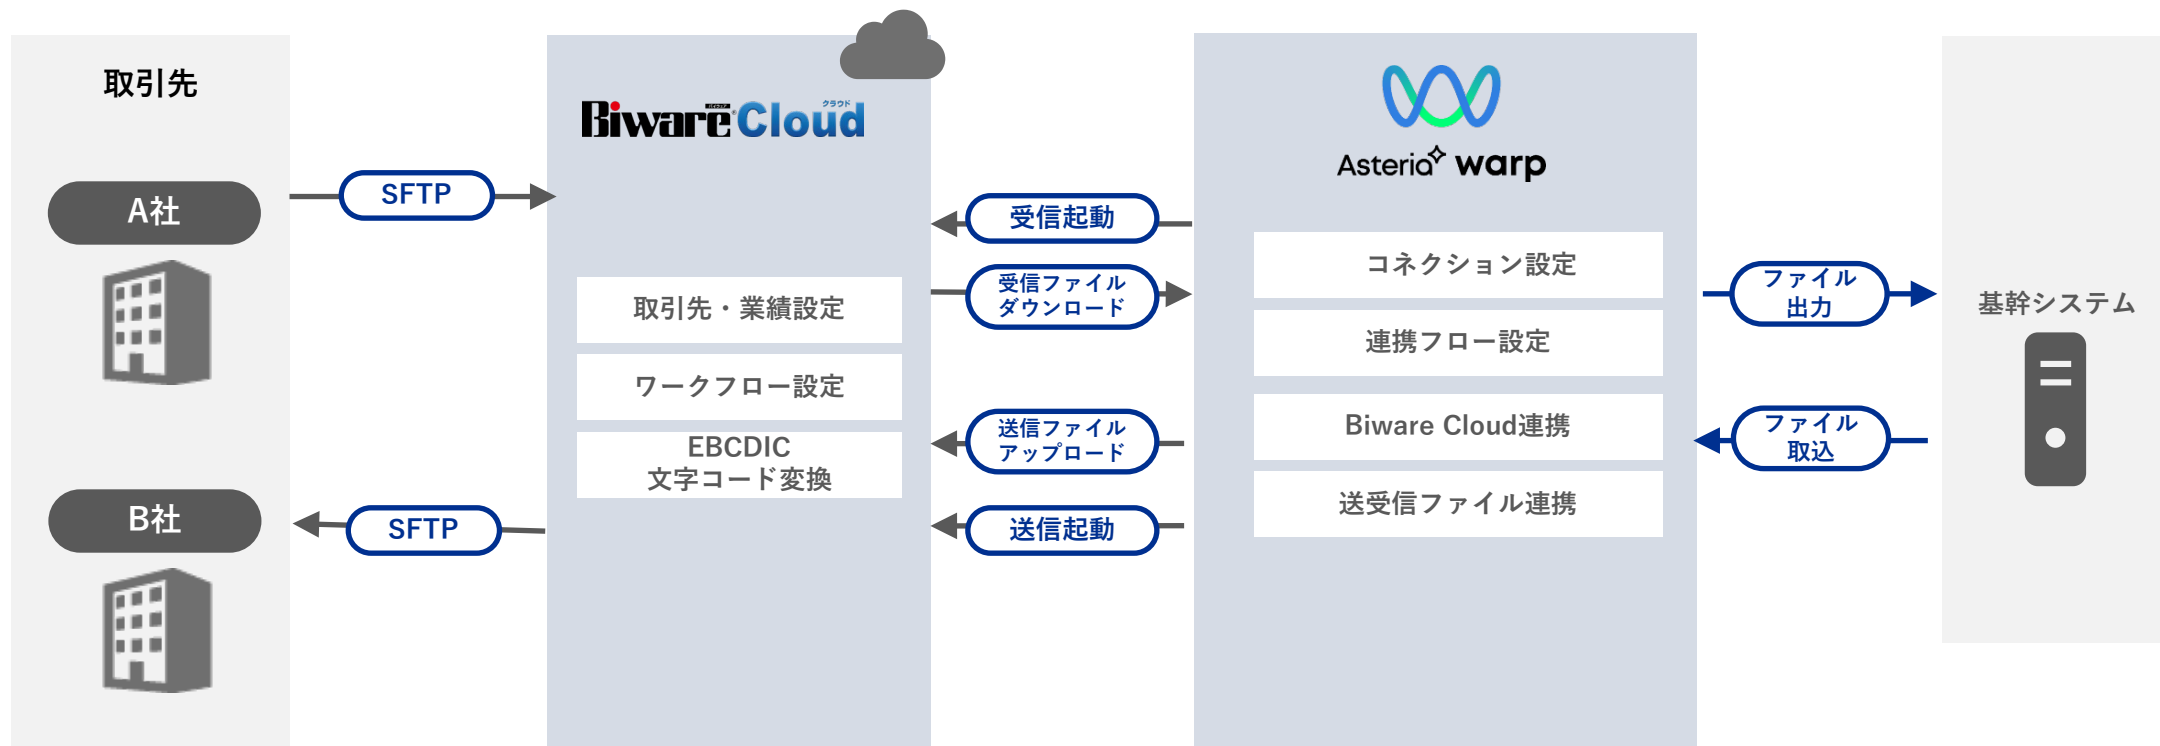 取引先
A社
B社
SFTP
SFTP
Biware Cloud
バイウェア
クラウド
取引先・業績設定
ワークフロー設定
EBCDIC
文字コード変換
受信起動
受信ファイル
ダウンロード
送信ファイル
アップロード
送信起動
Asteria warp
コネクション設定
連携フロー設定
Biware Cloud連携
送受信ファイル連携
ファイル
出力
ファイル
取込
基幹システム